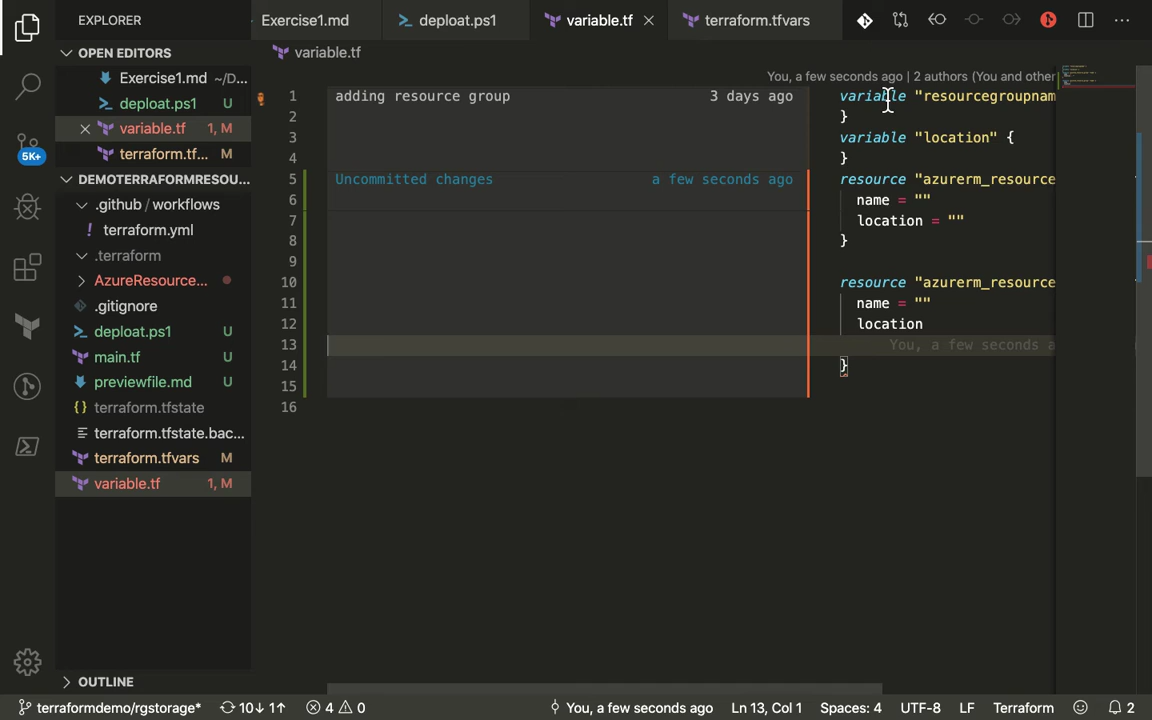 EXPLORER
OPEN EDITORS
Exercise1.md ~/D...
deploat.ps1 U
variable.tf 1, M
terraform.tf... M
DEMOTERRAFORMRESOU...
.github / workflows
! terraform.yml
.terraform
AzureResource...
.gitignore
deploat.ps1 U
main.tf U
previewfile.md U
{} terraform.tfstate
terraform.tfstate.bac...
terraform.tfvars M
variable.tf 1, M
OUTLINE
5K+
Exercise1.md deploat.ps1 variable.tf terraform.tfvars ...
variable.tf
You, a few seconds ago | 2 authors (You and other
1 adding resource group 3 days ago variable "resourcegroupnam
2 }
3 variable "location" {
4 }
5 Uncommitted changes a few seconds ago resource "azurerm_resource
6 name = ""
7 location = ""
8 }
9
10 resource "azurerm_resource
11 name = ""
12 location
13 You, a few seconds a
14 }
15
16
terraformdemo/rgstorage* 10↓ 1↑ 4 0 You, a few seconds ago Ln 13, Col 1 Spaces: 4 UTF-8 LF Terraform 2